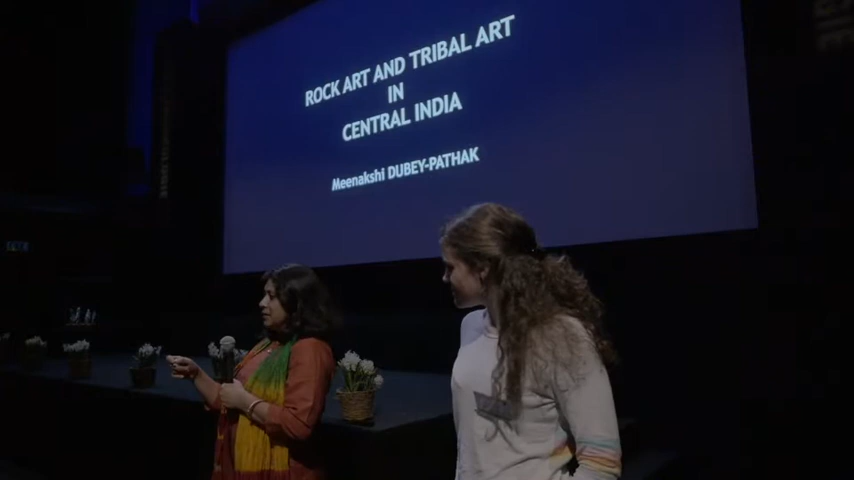 ROCK ART AND TRIBAL ART
IN
CENTRAL INDIA
Meenakshi DUBEY-PATHAK